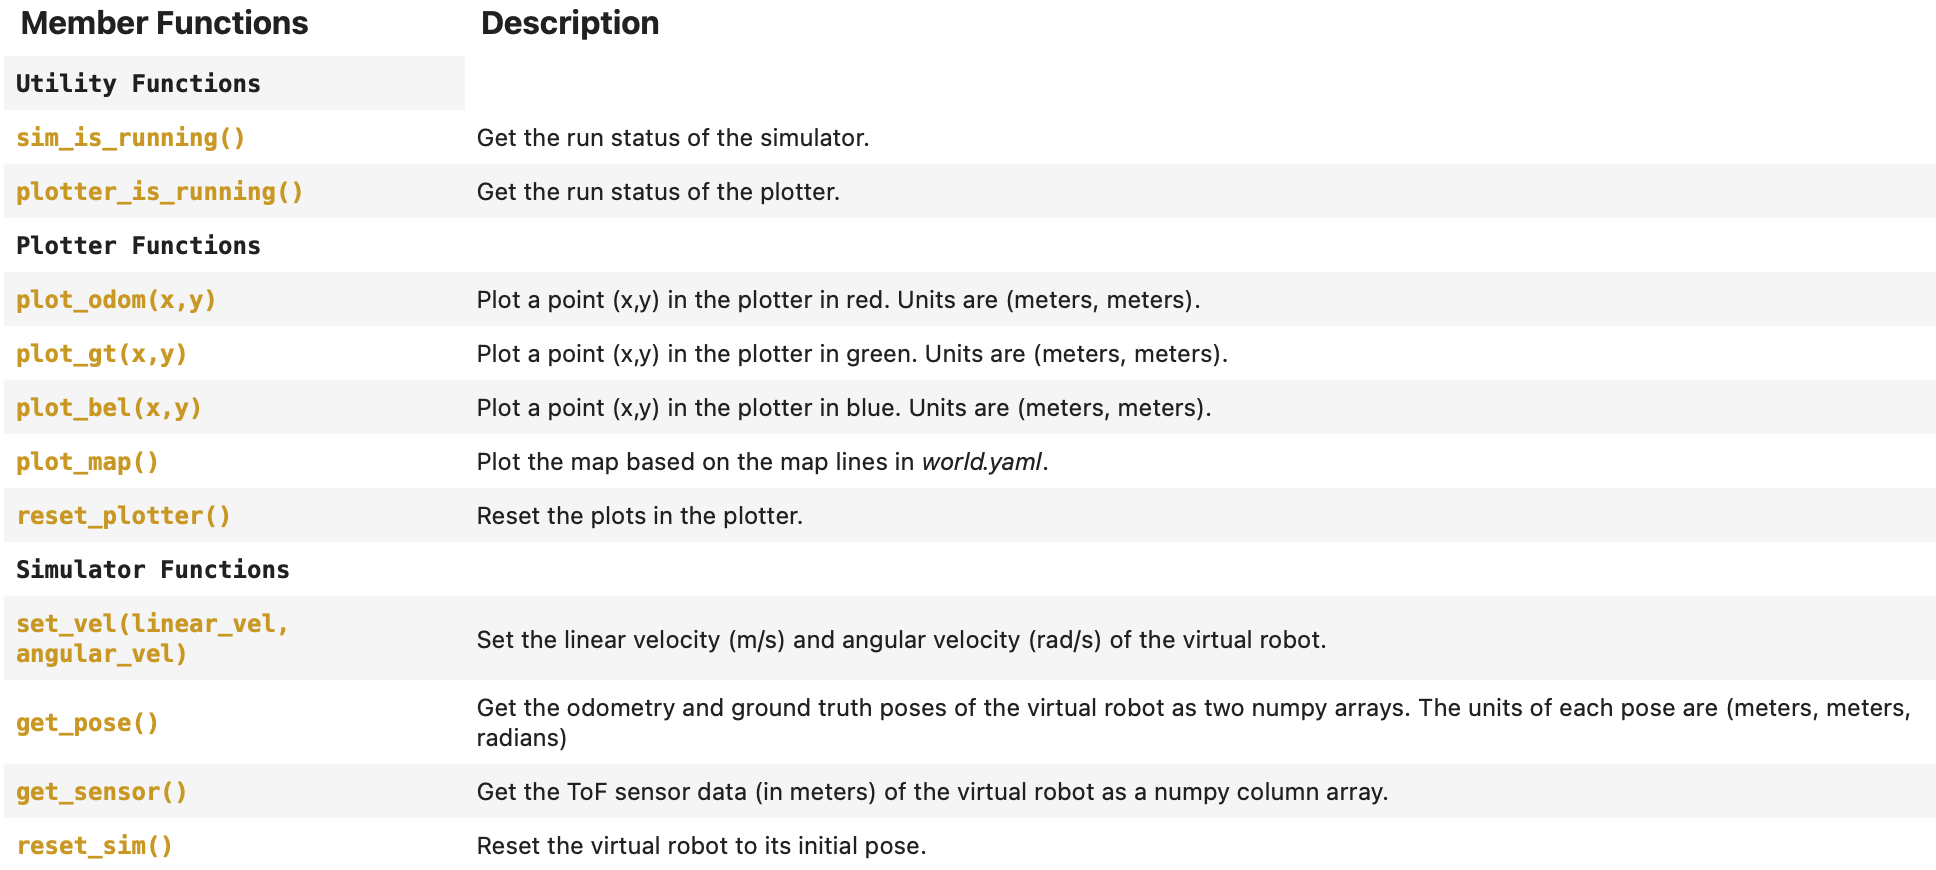 Member Functions Description
Utility Functions
sim_is_running() Get the run status of the simulator.
plotter_is_running() Get the run status of the plotter.
Plotter Functions
plot_odom(x,y) Plot a point (x,y) in the plotter in red. Units are (meters, meters).
plot_gt(x,y) Plot a point (x,y) in the plotter in green. Units are (meters, meters).
plot_bel(x,y) Plot a point (x,y) in the plotter in blue. Units are (meters, meters).
plot_map() Plot the map based on the map lines in world.yaml.
reset_plotter() Reset the plots in the plotter.
Simulator Functions
set_vel(linear_vel,
angular_vel) Set the linear velocity (m/s) and angular velocity (rad/s) of the virtual robot.
get_pose() Get the odometry and ground truth poses of the virtual robot as two numpy arrays. The units of each pose are (meters, meters,
radians)
get_sensor() Get the ToF sensor data (in meters) of the virtual robot as a numpy column array.
reset_sim() Reset the virtual robot to its initial pose.